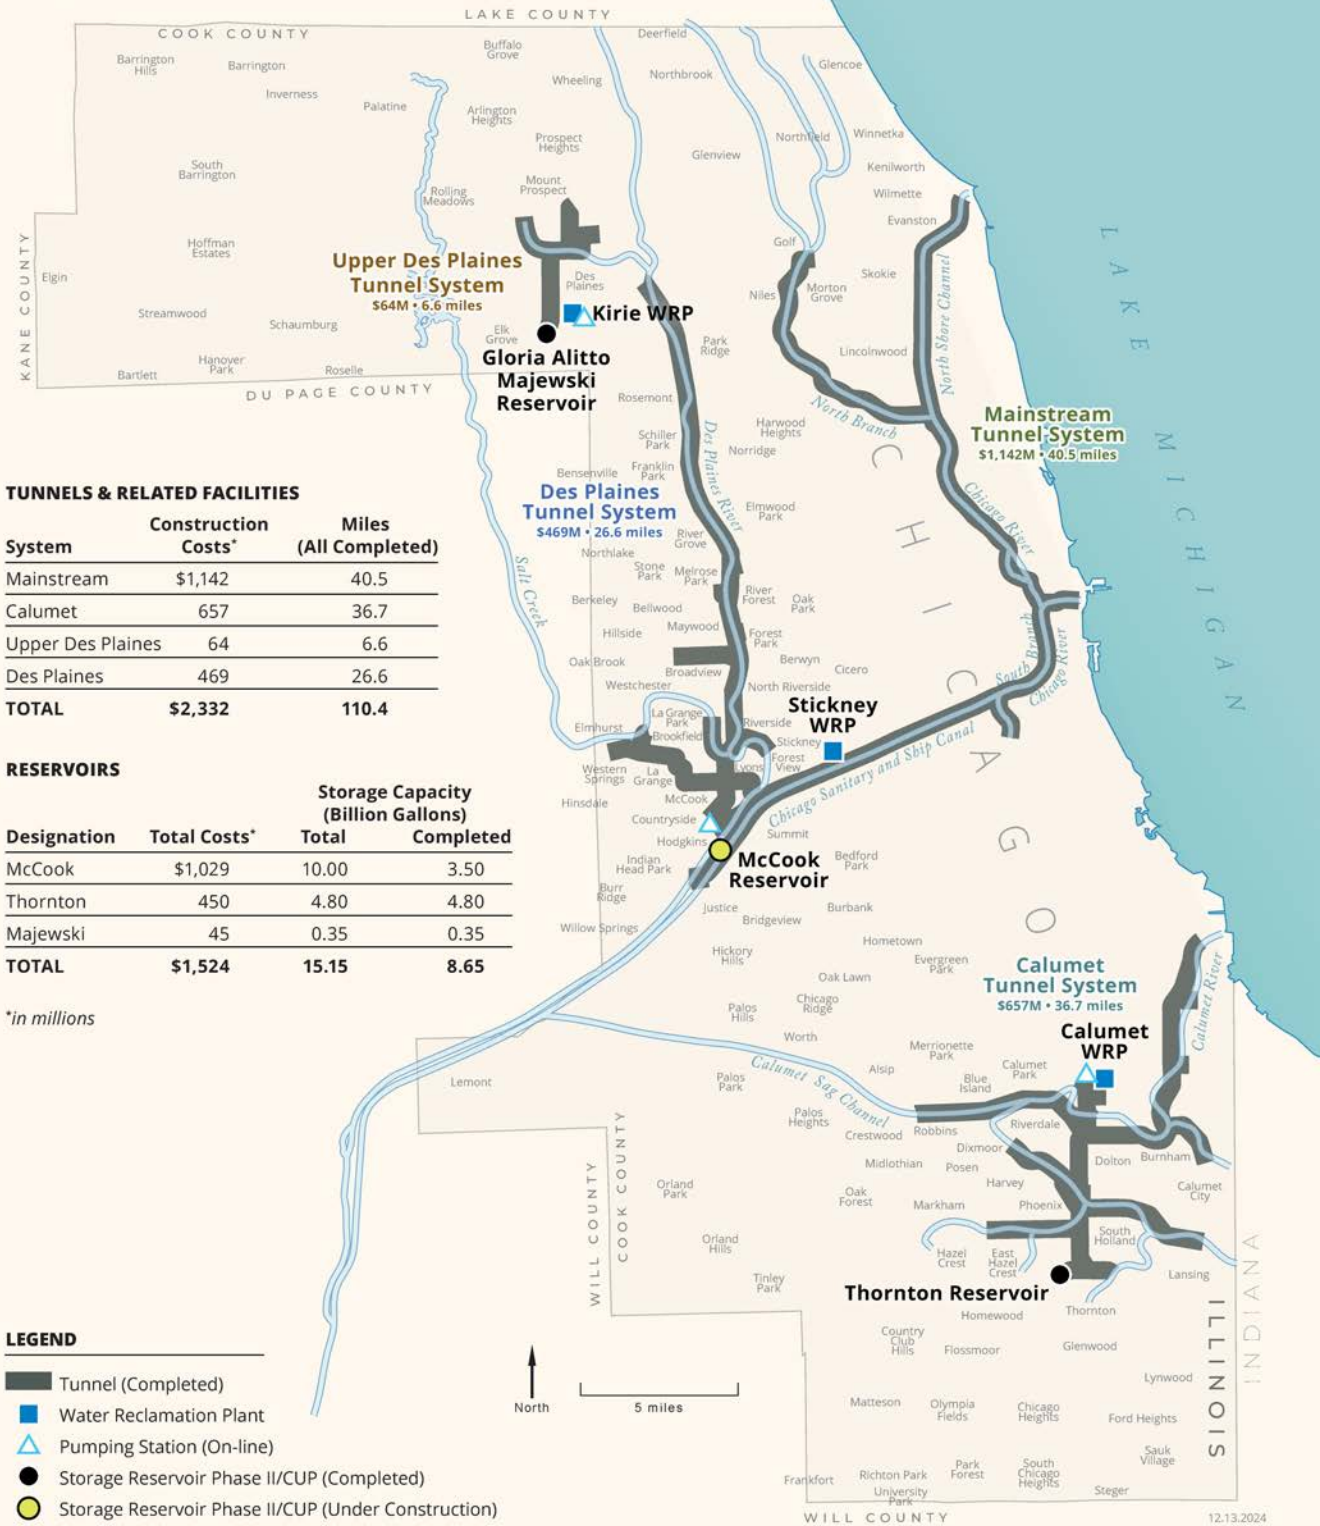 LAKE COUNTY
COOK COUNTY
Deerfield
Buffalo
Grove
Barrington
Hills
Barrington
Glencoe
Wheeling
Northbrook
Inverness
Palatine
Arlington
Heights
Winnetka
Northfield
Prospect
Heights
Glenview
Kenilworth
South
Barrington
Mount
Prospect
Rolling
Meadows
Wilmette
Evanston
Hoffman
Estates
Golf
KANE COUNTY
Elgin
Upper Des Plaines
Tunnel System
$64M • 6.6 miles
Des
Plaines
Skokie
Niles
Morton
Grove
North Shore Channel
LAKE MICHIGAN
Streamwood
Schaumburg
Kirie WRP
Elk
Grove
Park
Ridge
Lincolnwood
Gloria Alitto
Majewski
Reservoir
Hanover
Park
Roselle
Bartlett
DU PAGE COUNTY
Rosemont
North Branch
Mainstream
Tunnel System
$1,142M • 40.5 miles
Harwood
Heights
Schiller
Park
Norridge
Des Plaines River
CHICAGO
Franklin
Park
Bensenville
Des Plaines
Tunnel System
$469M • 26.6 miles
Elmwood
Park
Chicago River
River
Grove
Northlake
Stone
Park
Melrose
Park
Salt Creek
River
Forest
Oak
Park
Berkeley
Bellwood
Maywood
Hillside
Forest
Park
Oak Brook
Broadview
Berwyn
Cicero
Westchester
North Riverside
South Branch
Chicago River
Stickney
WRP
La Grange
Park
Elmhurst
Brookfield
Riverside
Stickney
Forest
View
Lyons
Western
Springs
La
Grange
Chicago Sanitary and Ship Canal
McCook
Hinsdale
Countryside
Summit
Hodgkins
McCook
Reservoir
Indian
Head Park
Bedford
Park
Burr
Ridge
Justice
Burbank
Bridgeview
Willow Springs
Hometown
Hickory
Hills
Evergreen
Park
Oak Lawn
Calumet
Tunnel System
$657M • 36.7 miles
Calumet River
Chicago
Ridge
Palos
Hills
Worth
Calumet
WRP
Merrionette
Park
Calumet Sag Channel
Alsip
Calumet
Park
Blue
Island
Palos
Park
Lemont
Palos
Heights
Crestwood
Robbins
Riverdale
Dixmoor
Midlothian
Posen
Dolton
Burnham
Harvey
Calumet
City
Orland
Park
Oak
Forest
Markham
Phoenix
WILL COUNTY
COOK COUNTY
Orland
Hills
South
Holland
Hazel
Crest
East
Hazel
Crest
Tinley
Park
Lansing
Thornton Reservoir
Homewood
Thornton
Country
Club
Hills
Flossmoor
Glenwood
Lynwood
Matteson
Olympia
Fields
Chicago
Heights
Ford Heights
Sauk
Village
Frankfort
Richton Park
Park
Forest
South
Chicago
Heights
University
Park
Steger
WILL COUNTY
ILLINOIS
INDIANA
TUNNELS & RELATED FACILITIES
System Construction Costs* Miles (All Completed)
Mainstream $1,142 40.5
Calumet 657 36.7
Upper Des Plaines 64 6.6
Des Plaines 469 26.6
TOTAL $2,332 110.4
RESERVOIRS
Storage Capacity
(Billion Gallons)
Designation Total Costs* Total Completed
McCook $1,029 10.00 3.50
Thornton 450 4.80 4.80
Majewski 45 0.35 0.35
TOTAL $1,524 15.15 8.65
*in millions
LEGEND
Tunnel (Completed)
Water Reclamation Plant
Pumping Station (On-line)
Storage Reservoir Phase II/CUP (Completed)
Storage Reservoir Phase II/CUP (Under Construction)
North
5 miles
12.13.2024